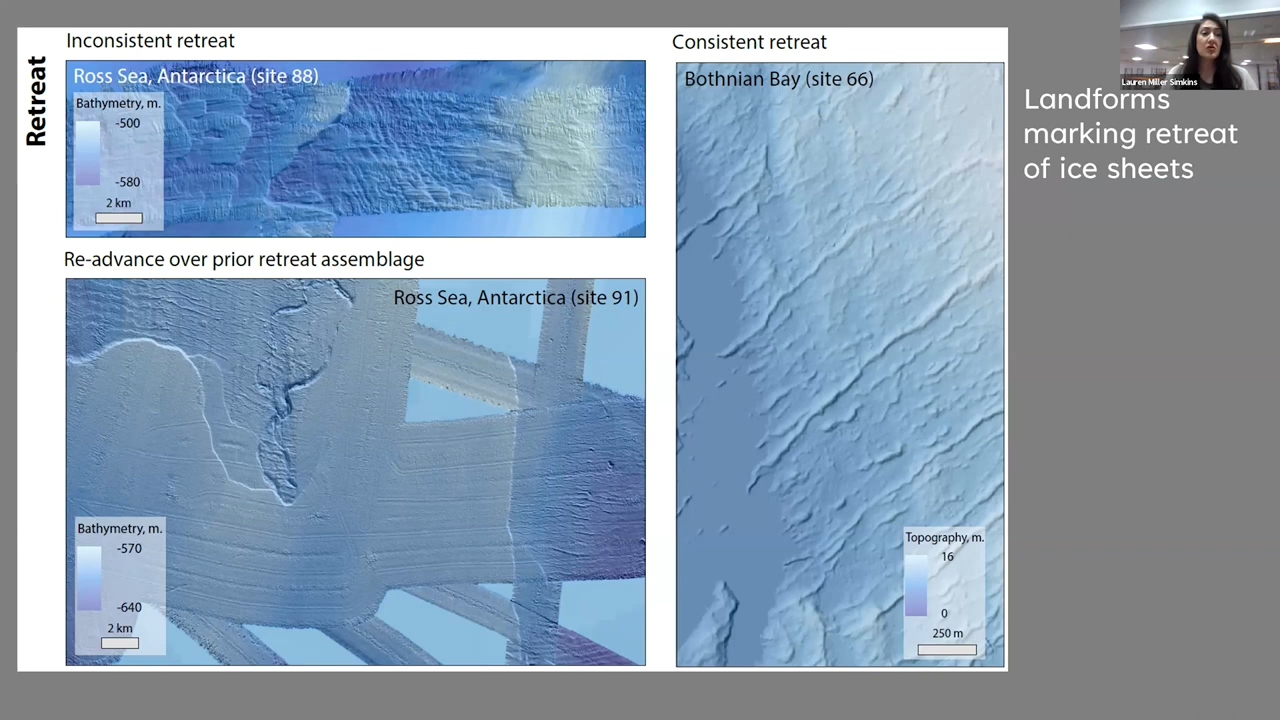 Retreat
Inconsistent retreat
Ross Sea, Antarctica (site 88)
Bathymetry, m.
-500
-580
2 km
Re-advance over prior retreat assemblage
Ross Sea, Antarctica (site 91)
Bathymetry, m.
-570
-640
2 km
Consistent retreat
Bothnian Bay (site 66)
Topography, m.
16
0
250 m
Lauren Miller Simkins
Landforms
marking retreat
of ice sheets